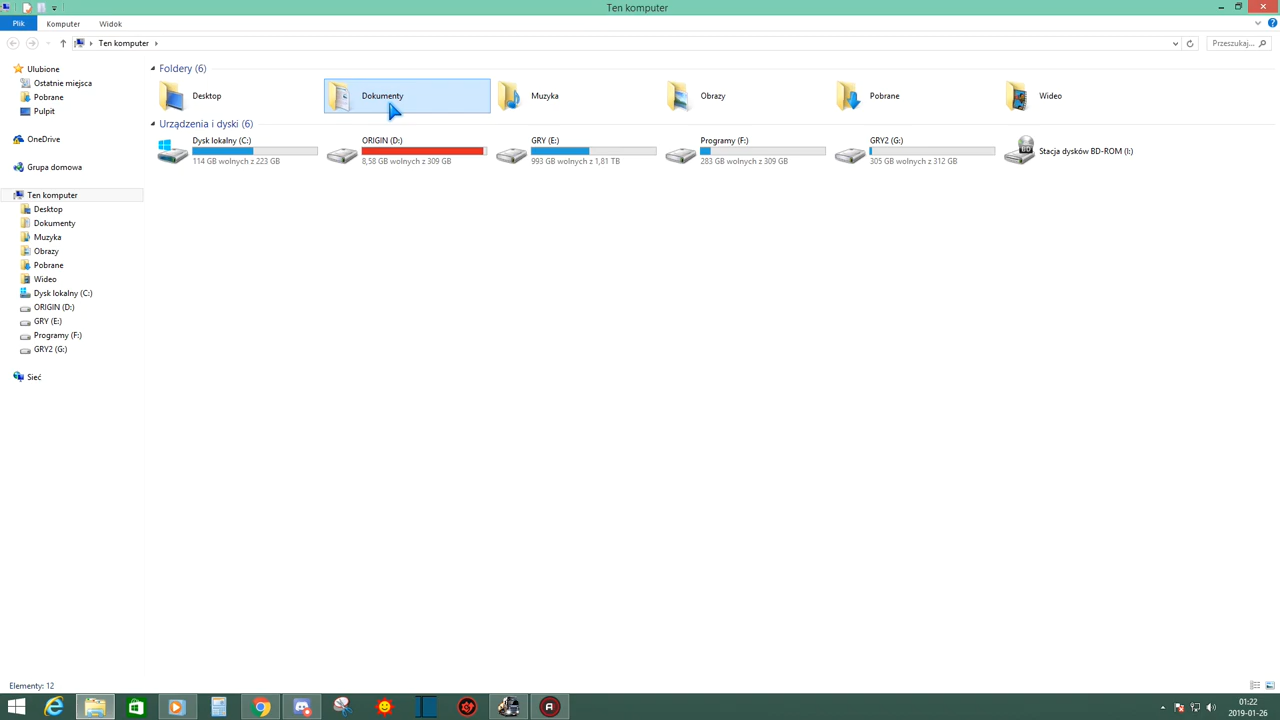 Ten komputer
Plik Komputer Widok
Ten komputer
Przeszukaj...
Ulubione
Ostatnie miejsca
Pobrane
Pulpit
OneDrive
Grupa domowa
Ten komputer
Desktop
Dokumenty
Muzyka
Obrazy
Pobrane
Wideo
Dysk lokalny (C:)
ORIGIN (D:)
GRY (E:)
Programy (F:)
GRY2 (G:)
Sieć
Foldery (6)
Desktop
Dokumenty
Muzyka
Obrazy
Pobrane
Wideo
Urządzenia i dyski (6)
Dysk lokalny (C:)
114 GB wolnych z 223 GB
ORIGIN (D:)
8,58 GB wolnych z 309 GB
GRY (E:)
993 GB wolnych z 1,81 TB
Programy (F:)
283 GB wolnych z 309 GB
GRY2 (G:)
305 GB wolnych z 312 GB
BD
Stacja dysków BD-ROM (I:)
Elementy: 12
01:22
2019-01-26